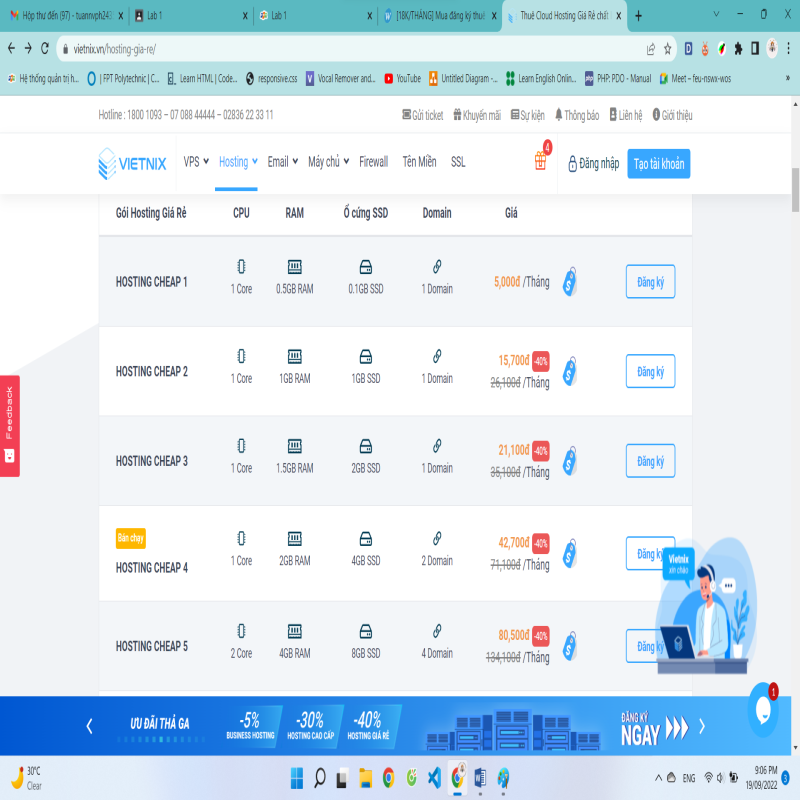 Hộp thư đến (97) - tuannvph243
Lab 1
Lab 1
[18K/THÁNG] Mua đăng ký thuê
Thuê Cloud Hosting Giá Rẻ chất l
vietnix.vn/hosting-gia-re/
Hệ thống quản trị h...
| FPT Polytechnic | C...
Learn HTML | Code...
responsive.css
Vocal Remover and...
YouTube
Untitled Diagram -...
Learn English Onlin...
PHP: PDO - Manual
Meet – feu-nswx-wos
Hotline : 1800 1093 – 07 088 44444 – 02836 22 33 11
Gửi ticket
Khuyến mãi
Sự kiện
Thông báo
Liên hệ
Giới thiệu
VIETNIX
VPS
Hosting
Email
Máy chủ
Firewall
Tên Miền
SSL
4
Đăng nhập
Tạo tài khoản
Gói Hosting Giá Rẻ CPU RAM Ổ cứng SSD Domain Giá
HOSTING CHEAP 1
1 Core
0.5GB RAM
0.1GB SSD
1 Domain
5,000đ /Tháng
Đăng ký
HOSTING CHEAP 2
1 Core
1GB RAM
1GB SSD
1 Domain
15,700đ -40%
26,100đ /Tháng
Đăng ký
HOSTING CHEAP 3
1 Core
1.5GB RAM
2GB SSD
1 Domain
21,100đ -40%
35,100đ /Tháng
Đăng ký
Bán chạy
HOSTING CHEAP 4
1 Core
2GB RAM
4GB SSD
2 Domain
42,700đ -40%
71,100đ /Tháng
Đăng ký
HOSTING CHEAP 5
2 Core
4GB RAM
8GB SSD
4 Domain
80,500đ -40%
134,100đ /Tháng
Đăng ký
Feedback
Vietnix
xin chào
ƯU ĐÃI THẢ GA
-5%
BUSINESS HOSTING
-30%
HOSTING CAO CẤP
-40%
HOSTING GIÁ RẺ
ĐĂNG KÝ
NGAY
1
30°C
Clear
ENG
9:06 PM
19/09/2022
3